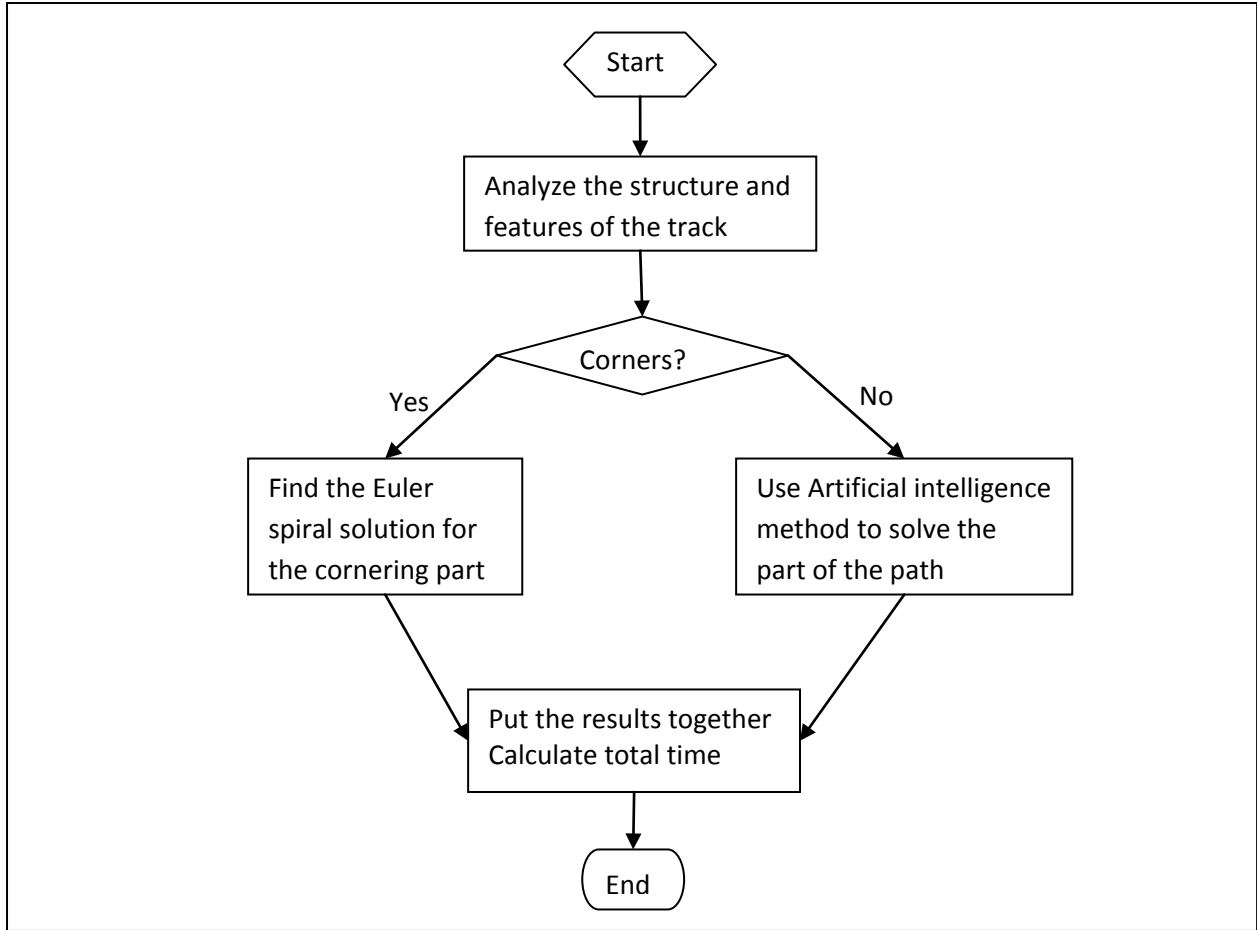 Start
Analyze the structure and
features of the track
Corners?
Yes
No
Find the Euler
spiral solution for
the cornering part
Use Artificial intelligence
method to solve the
part of the path
Put the results together
Calculate total time
End